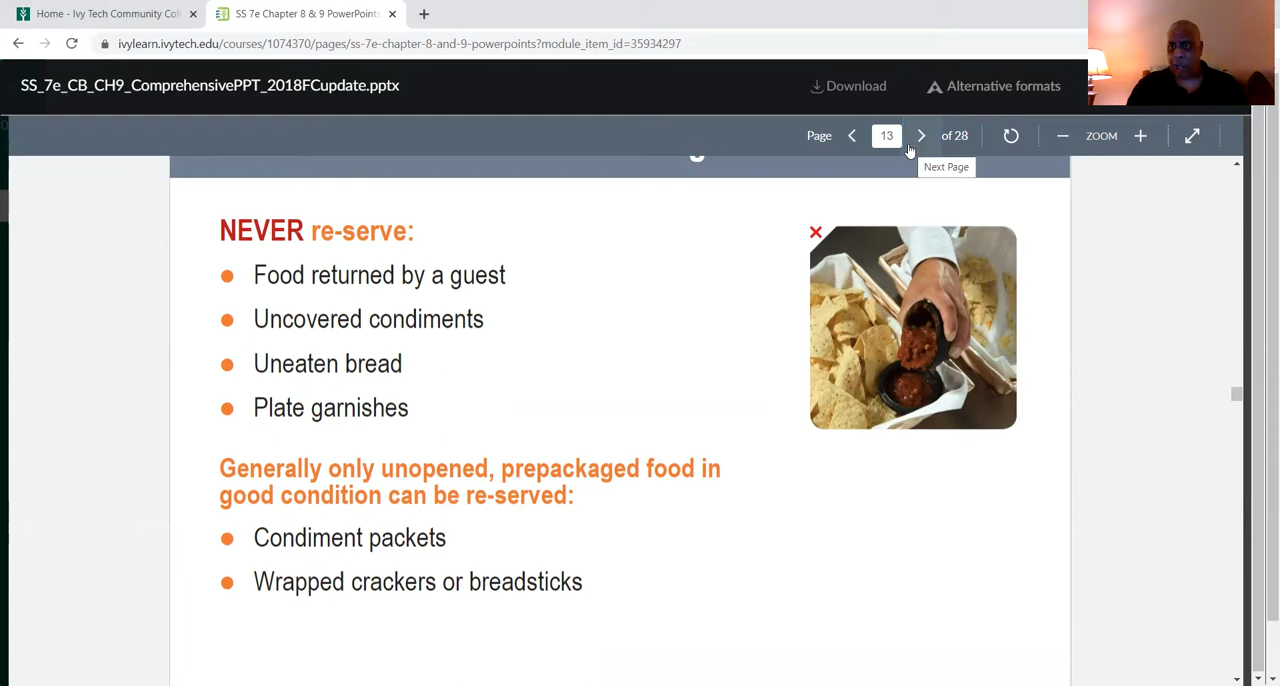 Home - Ivy Tech Community Coll
SS 7e Chapter 8 & 9 PowerPoints
ivylearn.ivytech.edu/courses/1074370/pages/ss-7e-chapter-8-and-9-powerpoints?module_item_id=35934297
SS_7e_CB_CH9_ComprehensivePPT_2018FCupdate.pptx
Download
Alternative formats
Page 13 of 28 ZOOM
Next Page
NEVER re-serve:
Food returned by a guest
Uncovered condiments
Uneaten bread
Plate garnishes
Generally only unopened, prepackaged food in
good condition can be re-served:
Condiment packets
Wrapped crackers or breadsticks